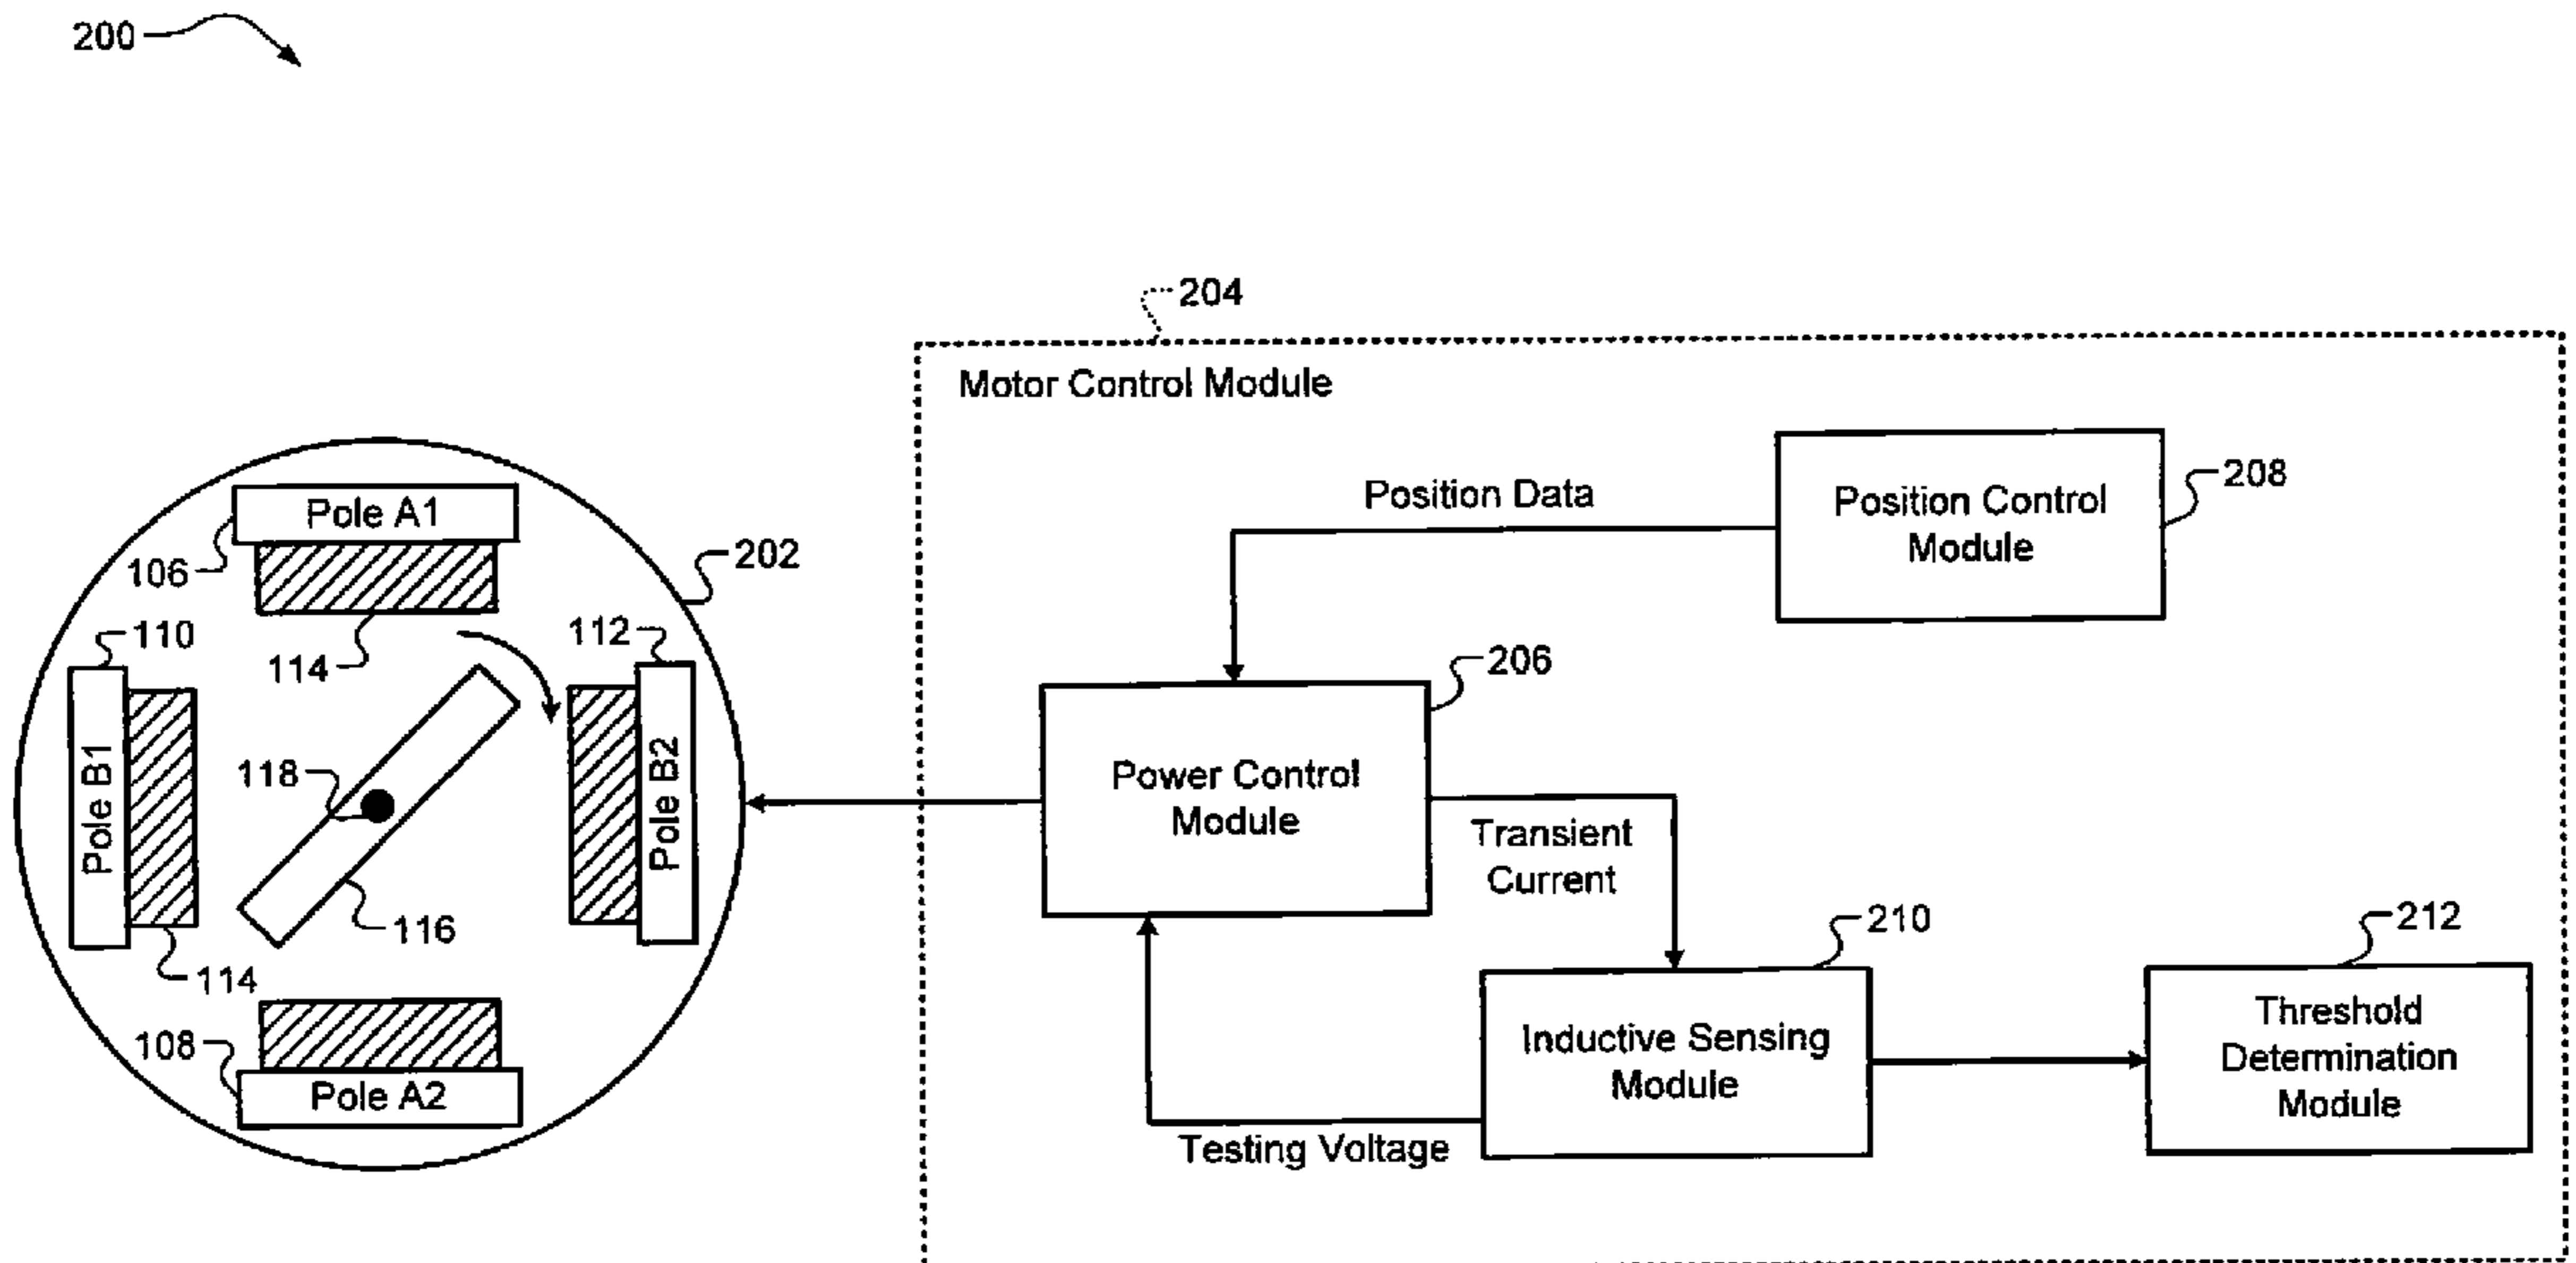 200
204
Motor Control Module
208
Position Data
Position Control
Module
Pole A1
106
202
114
110
112
206
Pole B1
118
Pole B2
Power Control
Module
Transient
Current
116
114
210
212
108
Pole A2
Inductive Sensing
Module
Threshold
Determination
Module
Testing Voltage